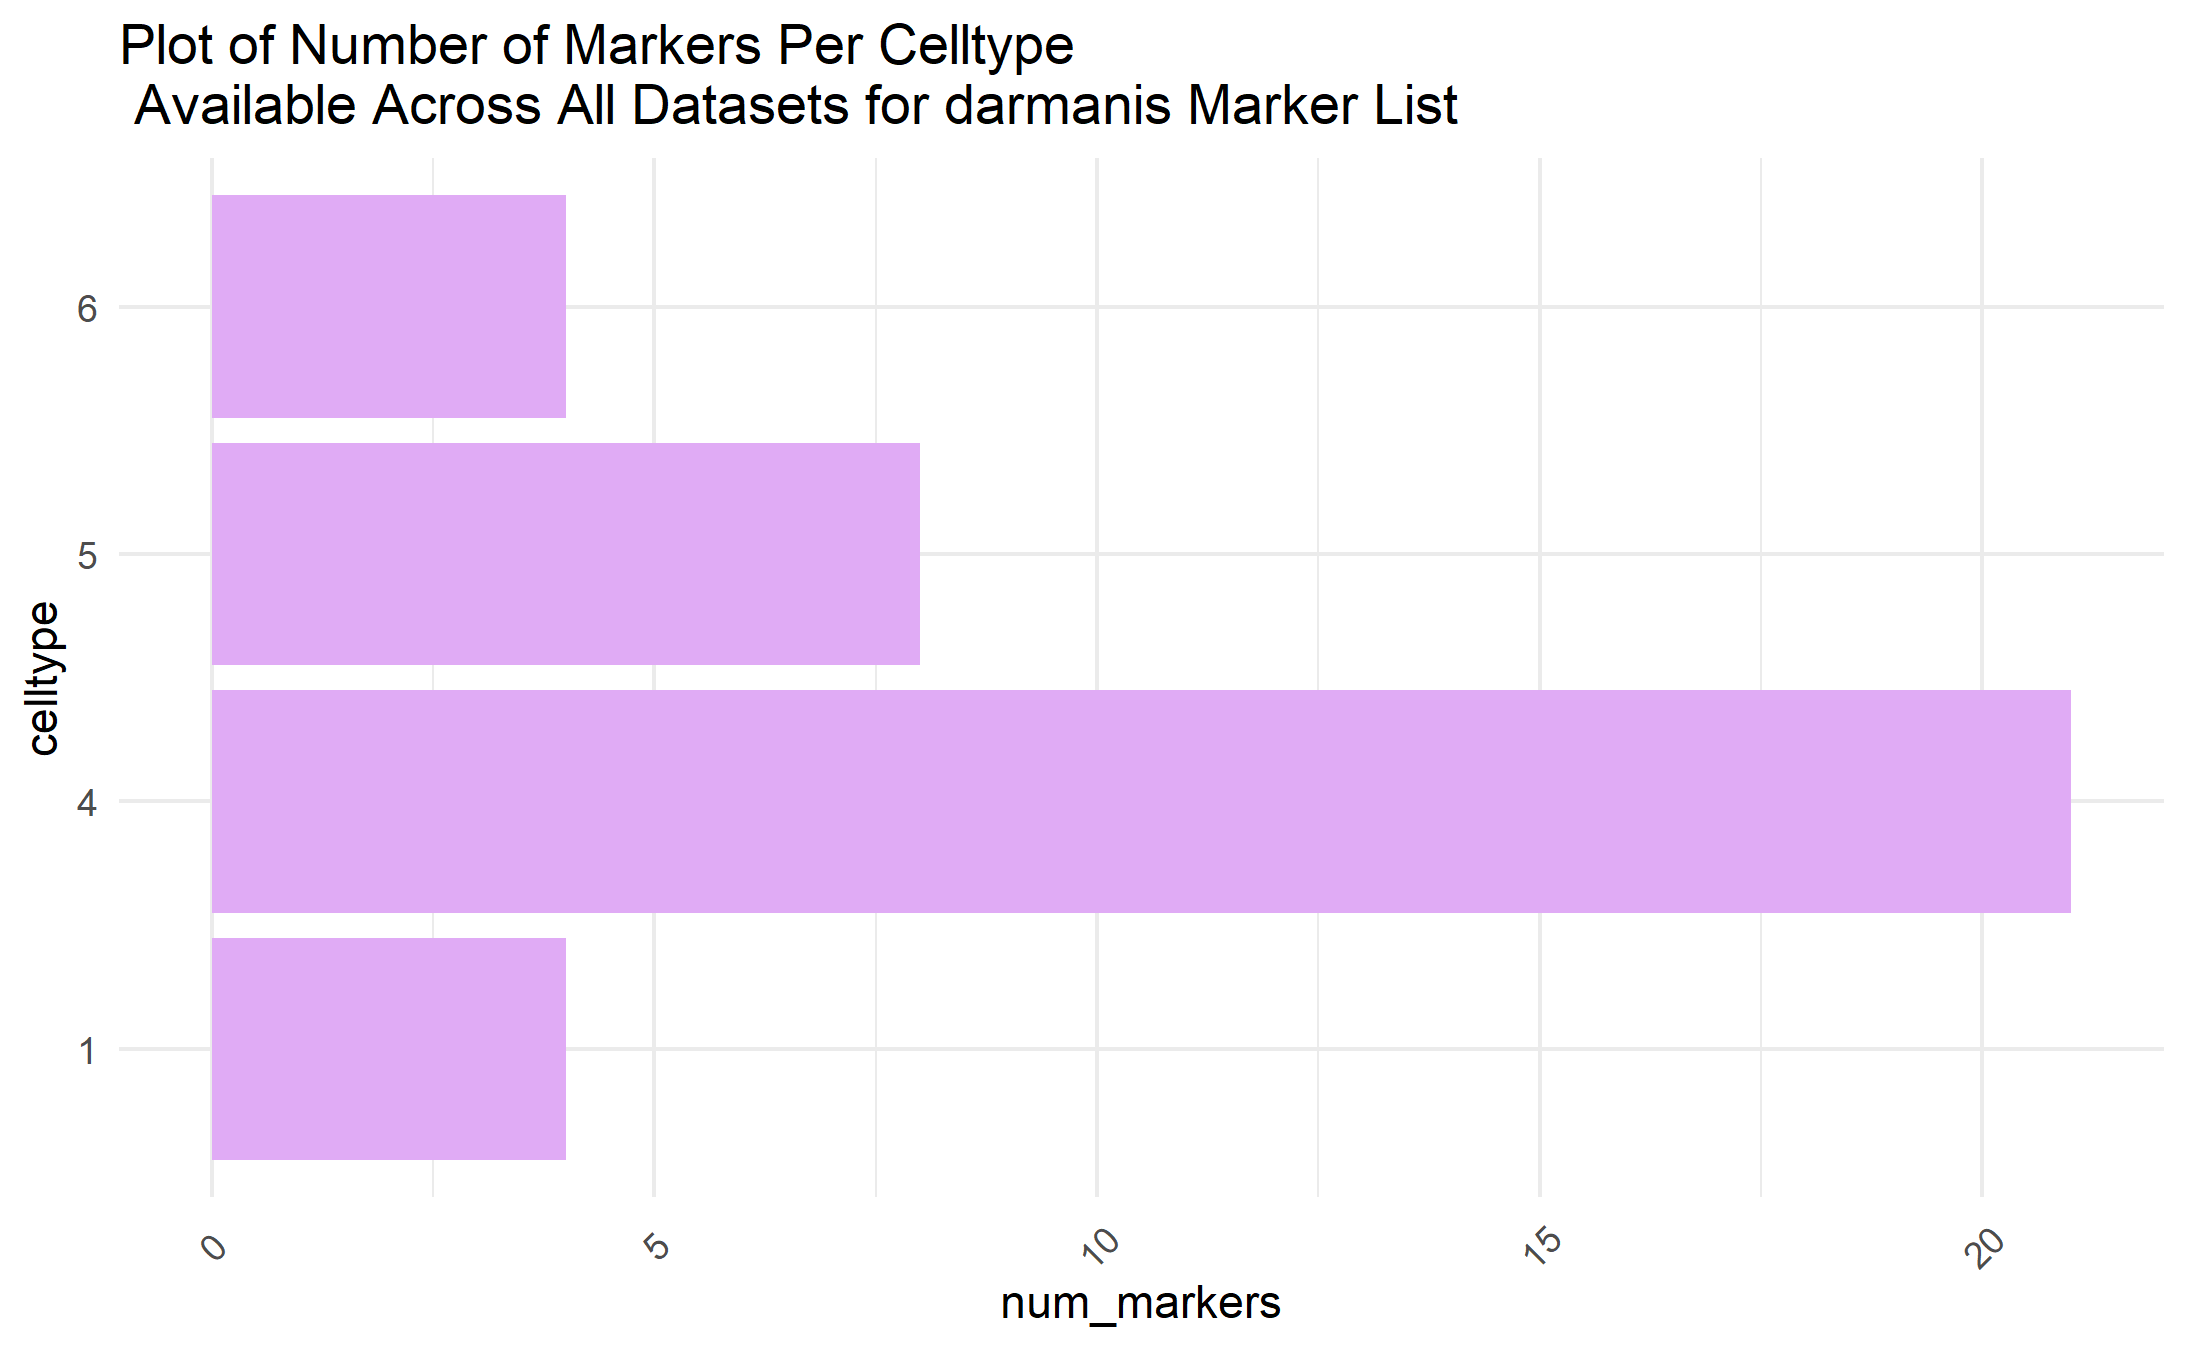 Plot of Number of Markers Per Celltype
Available Across All Datasets for darmanis Marker List
6
5
4
1
celltype
0
5
10
15
20
num_markers